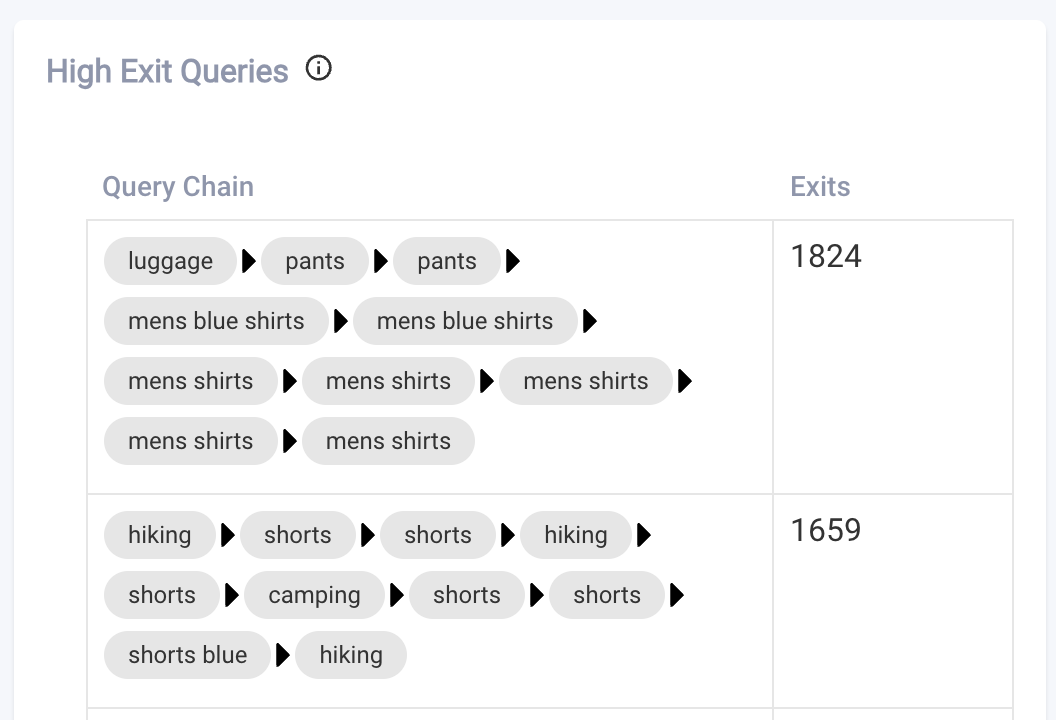 High Exit Queries
Query Chain Exits
luggage pants pants 1824
mens blue shirts mens blue shirts
mens shirts mens shirts mens shirts
mens shirts mens shirts
hiking shorts shorts hiking 1659
shorts camping shorts shorts
shorts blue hiking